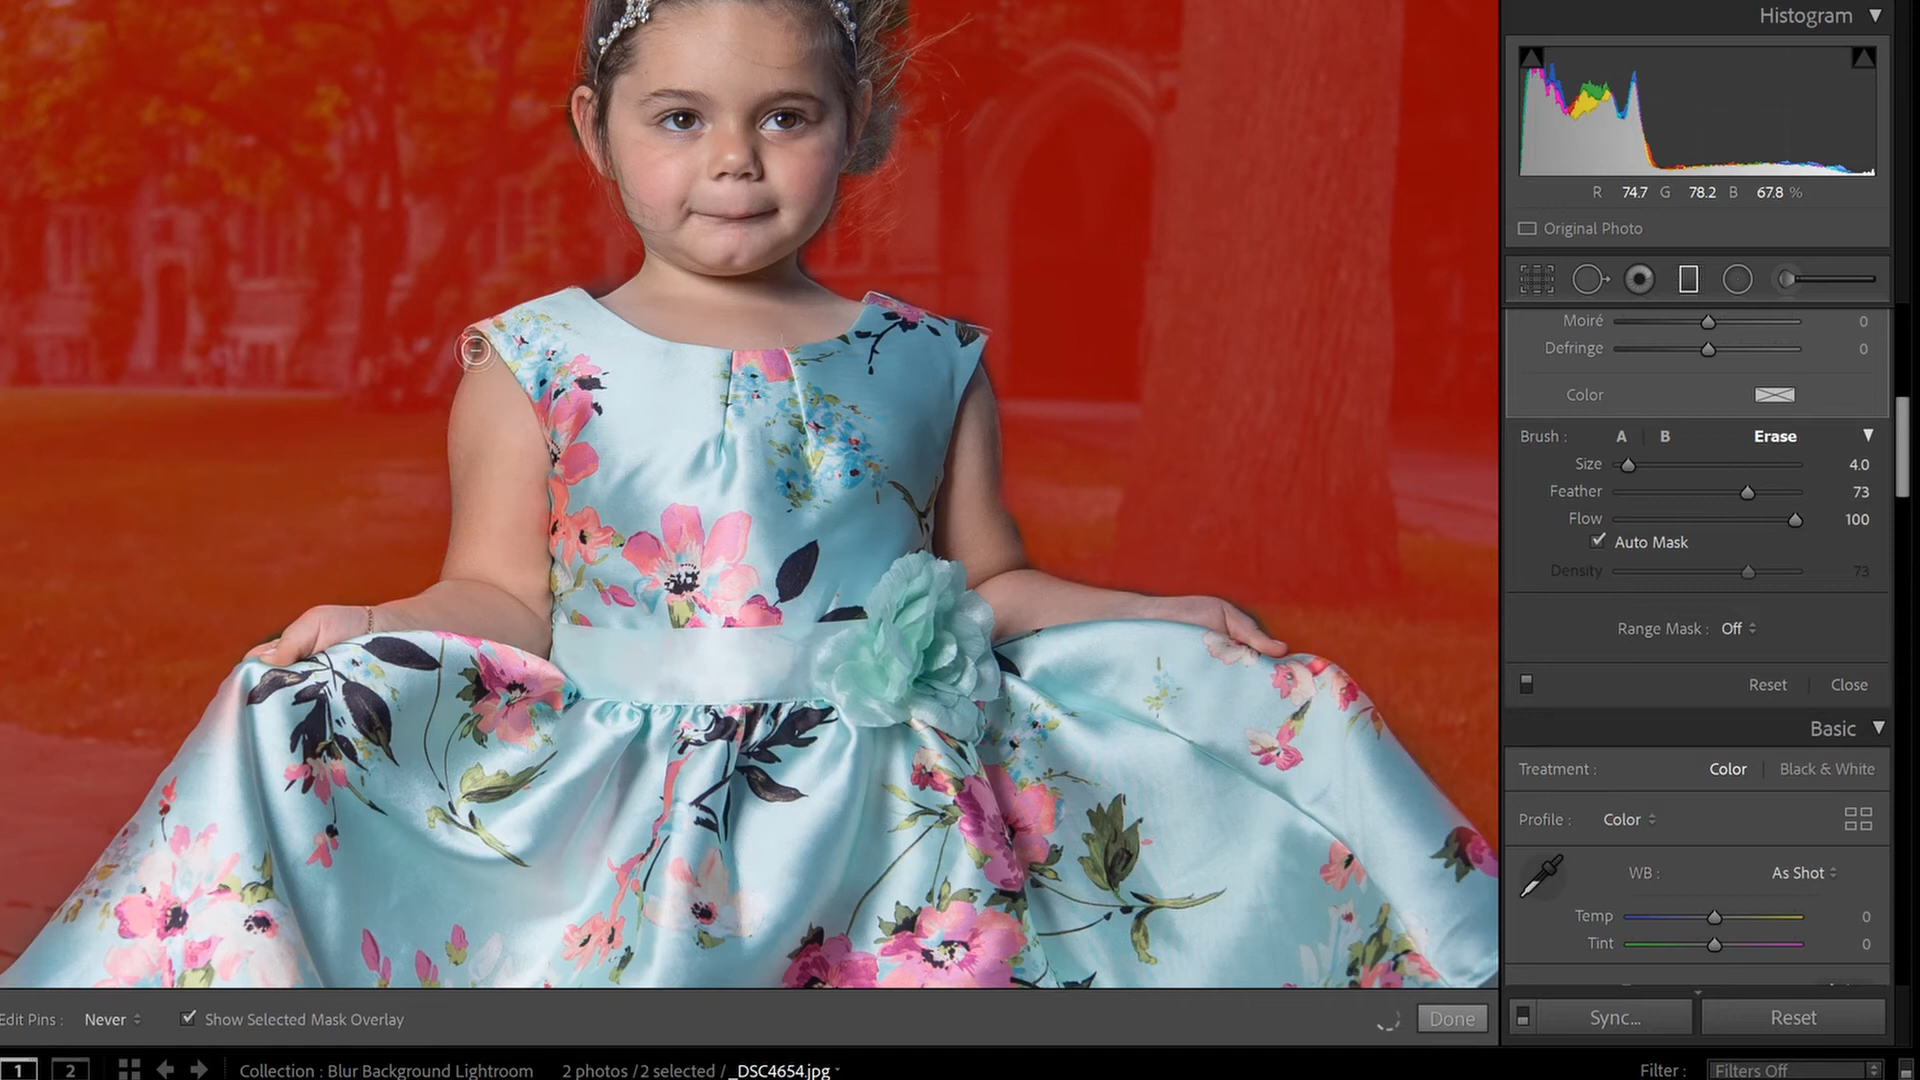 Histogram
R 74.7 G 78.2 B 67.8 %
Original Photo
Moiré 0
Defringe 0
Color
Brush : A B Erase
Size 4.0
Feather 73
Flow 100
Auto Mask
Density 73
Range Mask : Off
Reset Close
Basic
Treatment : Color Black & White
Profile : Color
WB : As Shot
Temp 0
Tint 0
Edit Pins : Never Show Selected Mask Overlay Done Sync... Reset
1 2 Collection : Blur Background Lightroom 2 photos / 2 selected / _DSC4654.jpg Filter : Filters Off